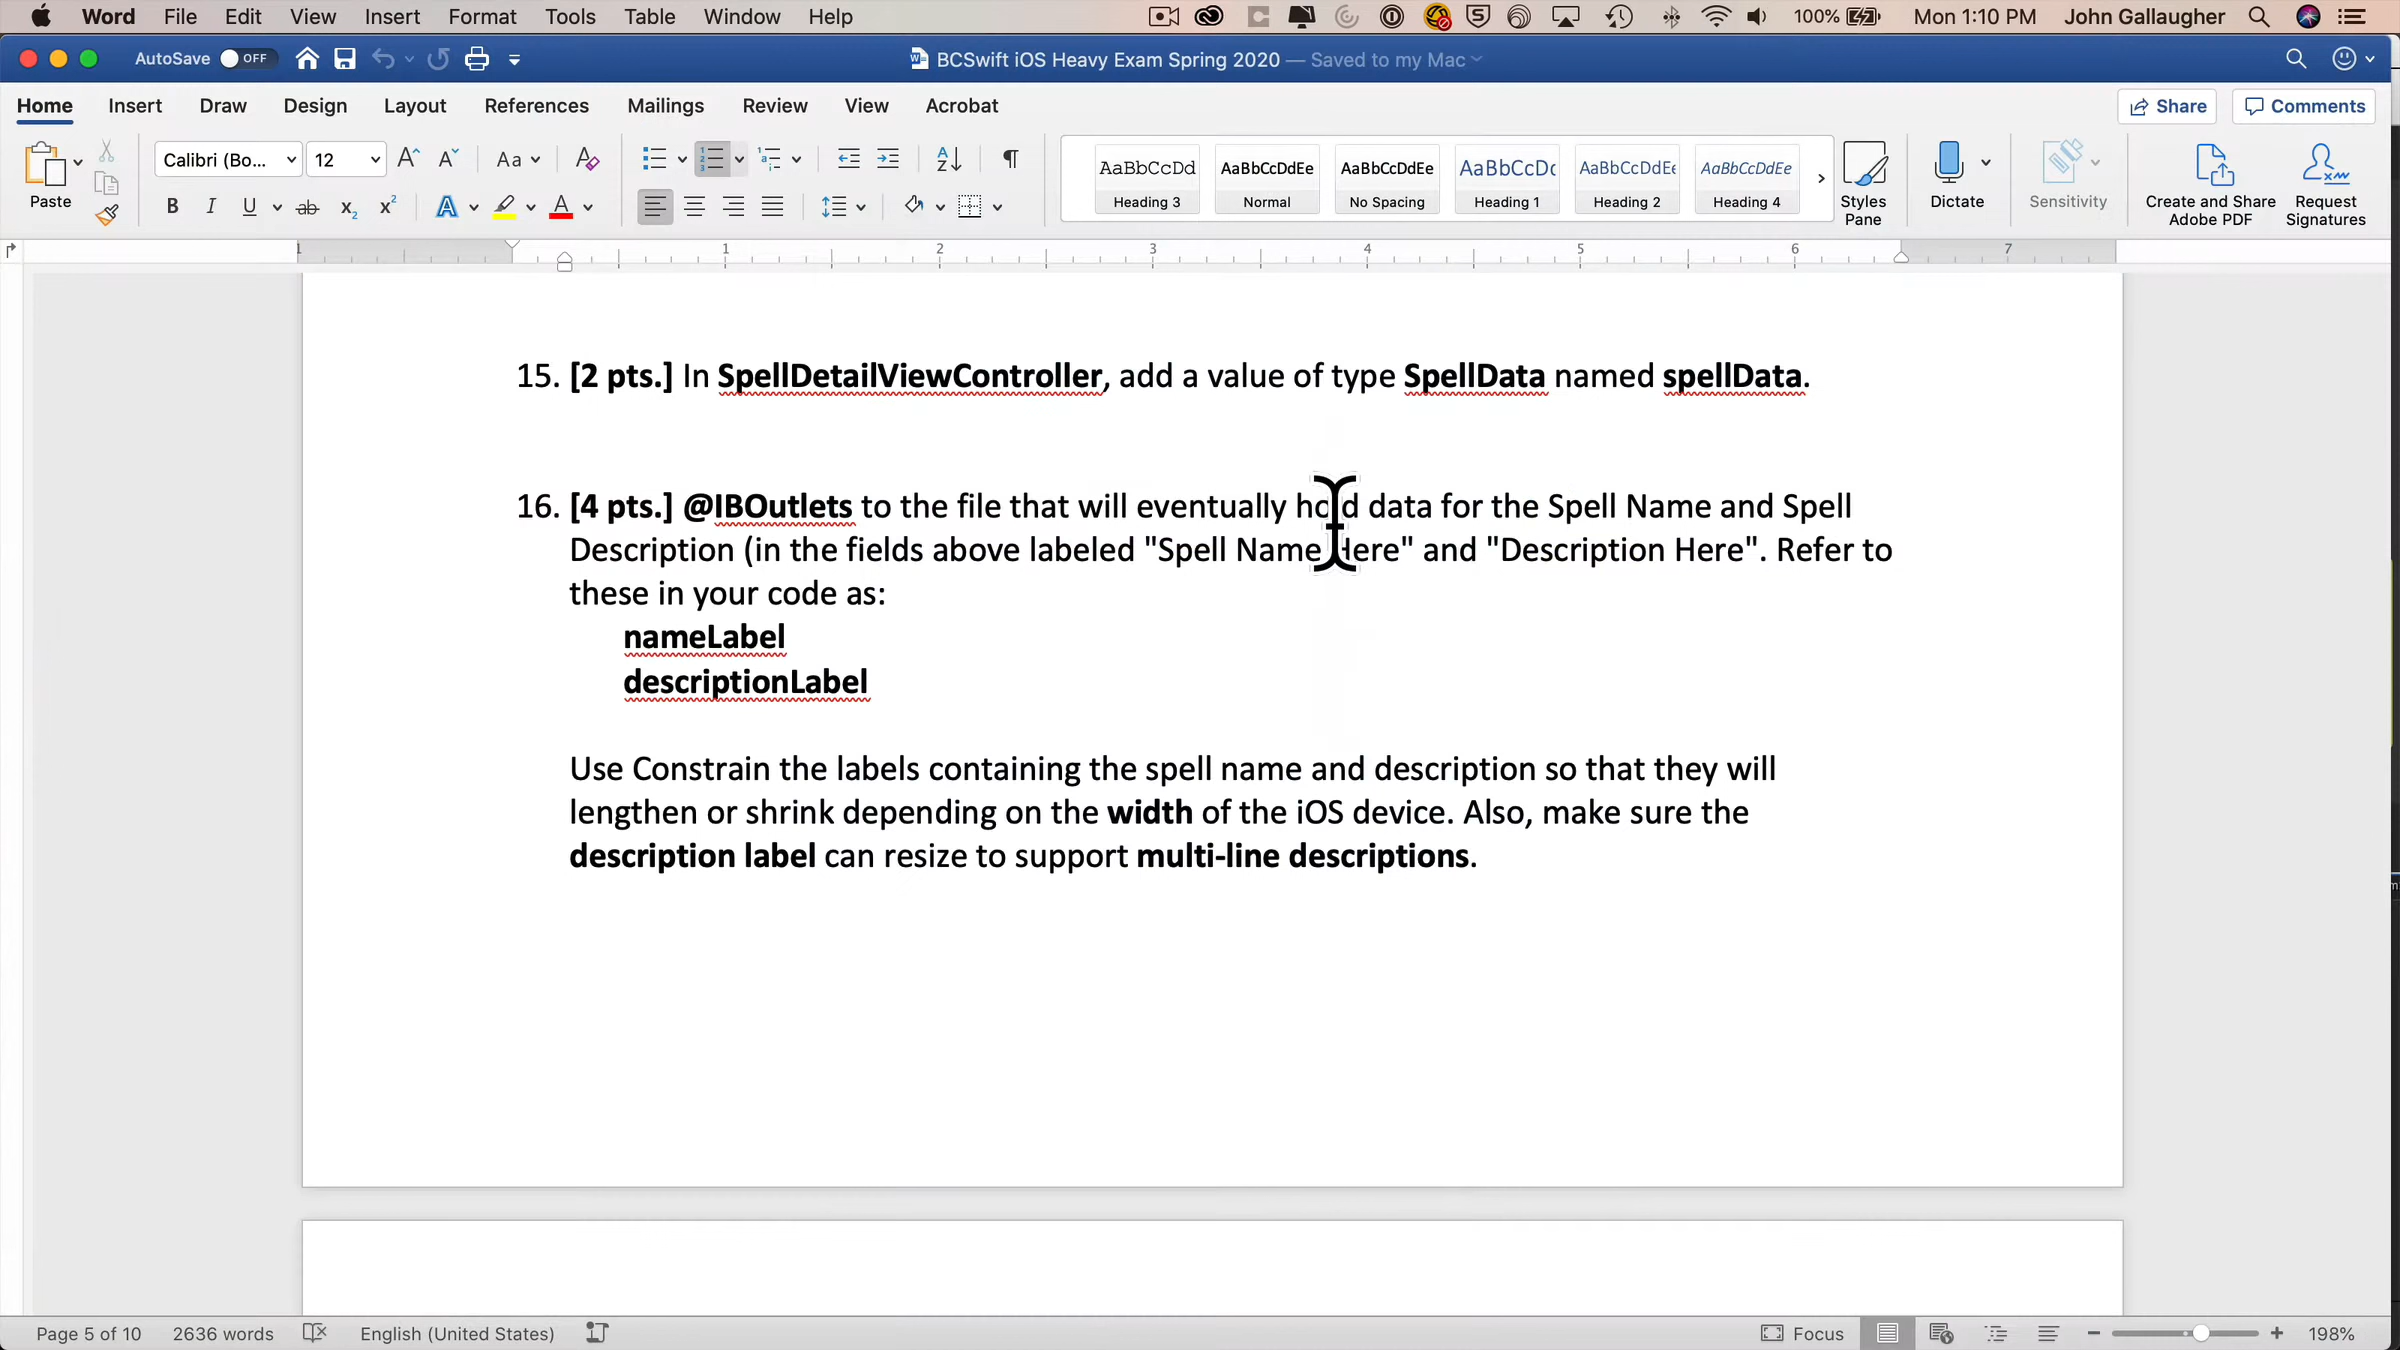 Word File Edit View Insert Format Tools Table Window Help 100% Mon 1:10 PM John Gallaugher
AutoSave OFF BCSwift iOS Heavy Exam Spring 2020 — Saved to my Mac
Home Insert Draw Design Layout References Mailings Review View Acrobat Share Comments
Calibri (Bo... 12
AaBbCcDd AaBbCcDdEe AaBbCcDdEe AaBbCcDc AaBbCcDdEe AaBbCcDdEe
Paste Heading 3 Normal No Spacing Heading 1 Heading 2 Heading 4 Styles Pane Dictate Sensitivity Create and Share Adobe PDF Request Signatures
1 1 2 3 4 5 6 7
15. [2 pts.] In SpellDetailViewController, add a value of type SpellData named spellData.
16. [4 pts.] @IBOutlets to the file that will eventually hold data for the Spell Name and Spell
Description (in the fields above labeled "Spell Name Here" and "Description Here". Refer to
these in your code as:
nameLabel
descriptionLabel
Use Constrain the labels containing the spell name and description so that they will
lengthen or shrink depending on the width of the iOS device. Also, make sure the
description label can resize to support multi-line descriptions.
Page 5 of 10 2636 words English (United States) Focus 198%